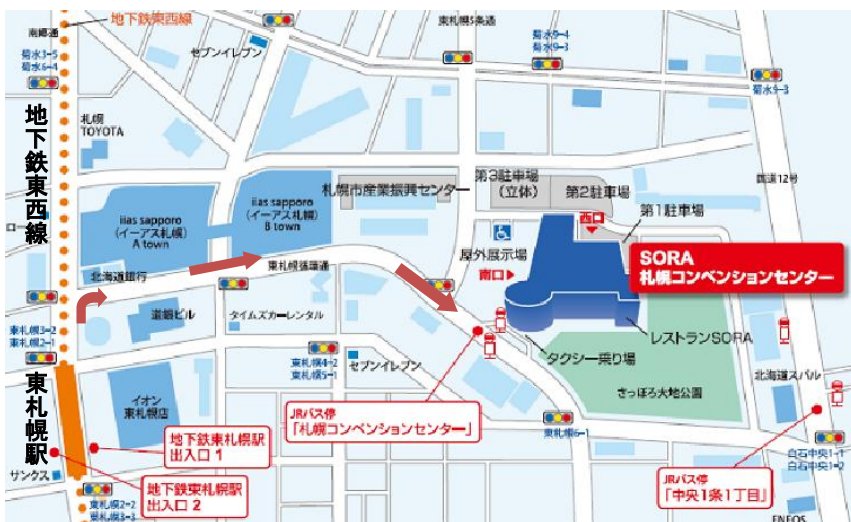 地下鉄東西線
東札幌5条通
南郷通
菊水9-4
菊水9-3
セブンイレブン
菊水3-5
菊水6-4
菊水9-3
地下鉄東西線
札幌
TOYOTA
国道12号
第3駐車場
(立体)
札幌市産業振興センター
第2駐車場
iias sapporo
(イーアス札幌)
A town
iias sapporo
(イーアス札幌)
B town
第1駐車場
西口
ロー
屋外展示場
SORA
札幌コンベンションセンター
東札幌循環通
南口
北海道銀行
道銀ビル
タイムズカーレンタル
東札幌3-2
東札幌2-1
レストランSORA
東札幌4-2
東札幌5-1
セブンイレブン
タクシー乗り場
北海道スバル
東札幌駅
イオン
東札幌店
さっぽろ大地公園
JRバス停
「札幌コンベンションセンター」
東札幌6-1
地下鉄東札幌駅
出入口 1
白石中央1-1
白石中央1-2
サンクス
JRバス停
「中央1条1丁目」
地下鉄東札幌駅
出入口 2
東札幌2-2
東札幌3-3
ENEOS